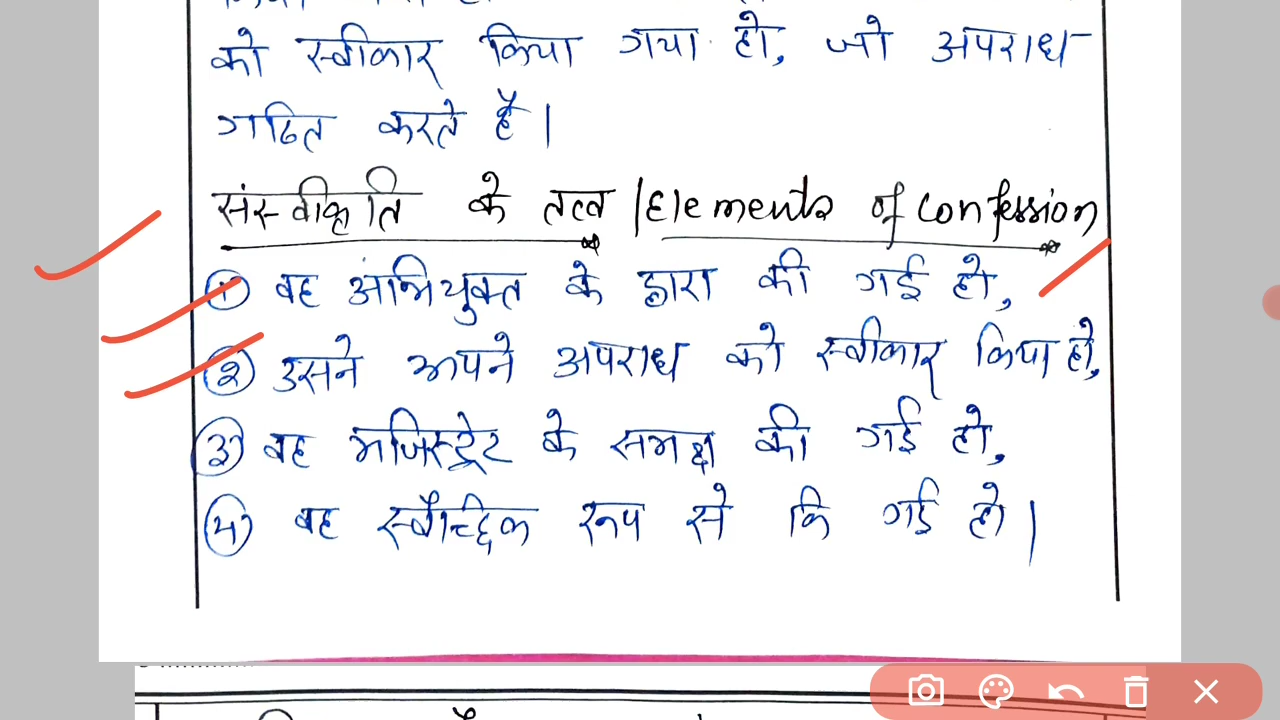 को स्वीकार किया गया हो, जो अपराध
गठित करते है।
संस्वीकृति के तत्व / Elements of confession
① वह अभियुक्त के द्वारा की गई हो,
② उसने अपने अपराध को स्वीकार किया हो,
③ वह मजिस्ट्रेट के समक्ष की गई हो,
④ वह स्वैच्छिक रूप से कि गई हो।